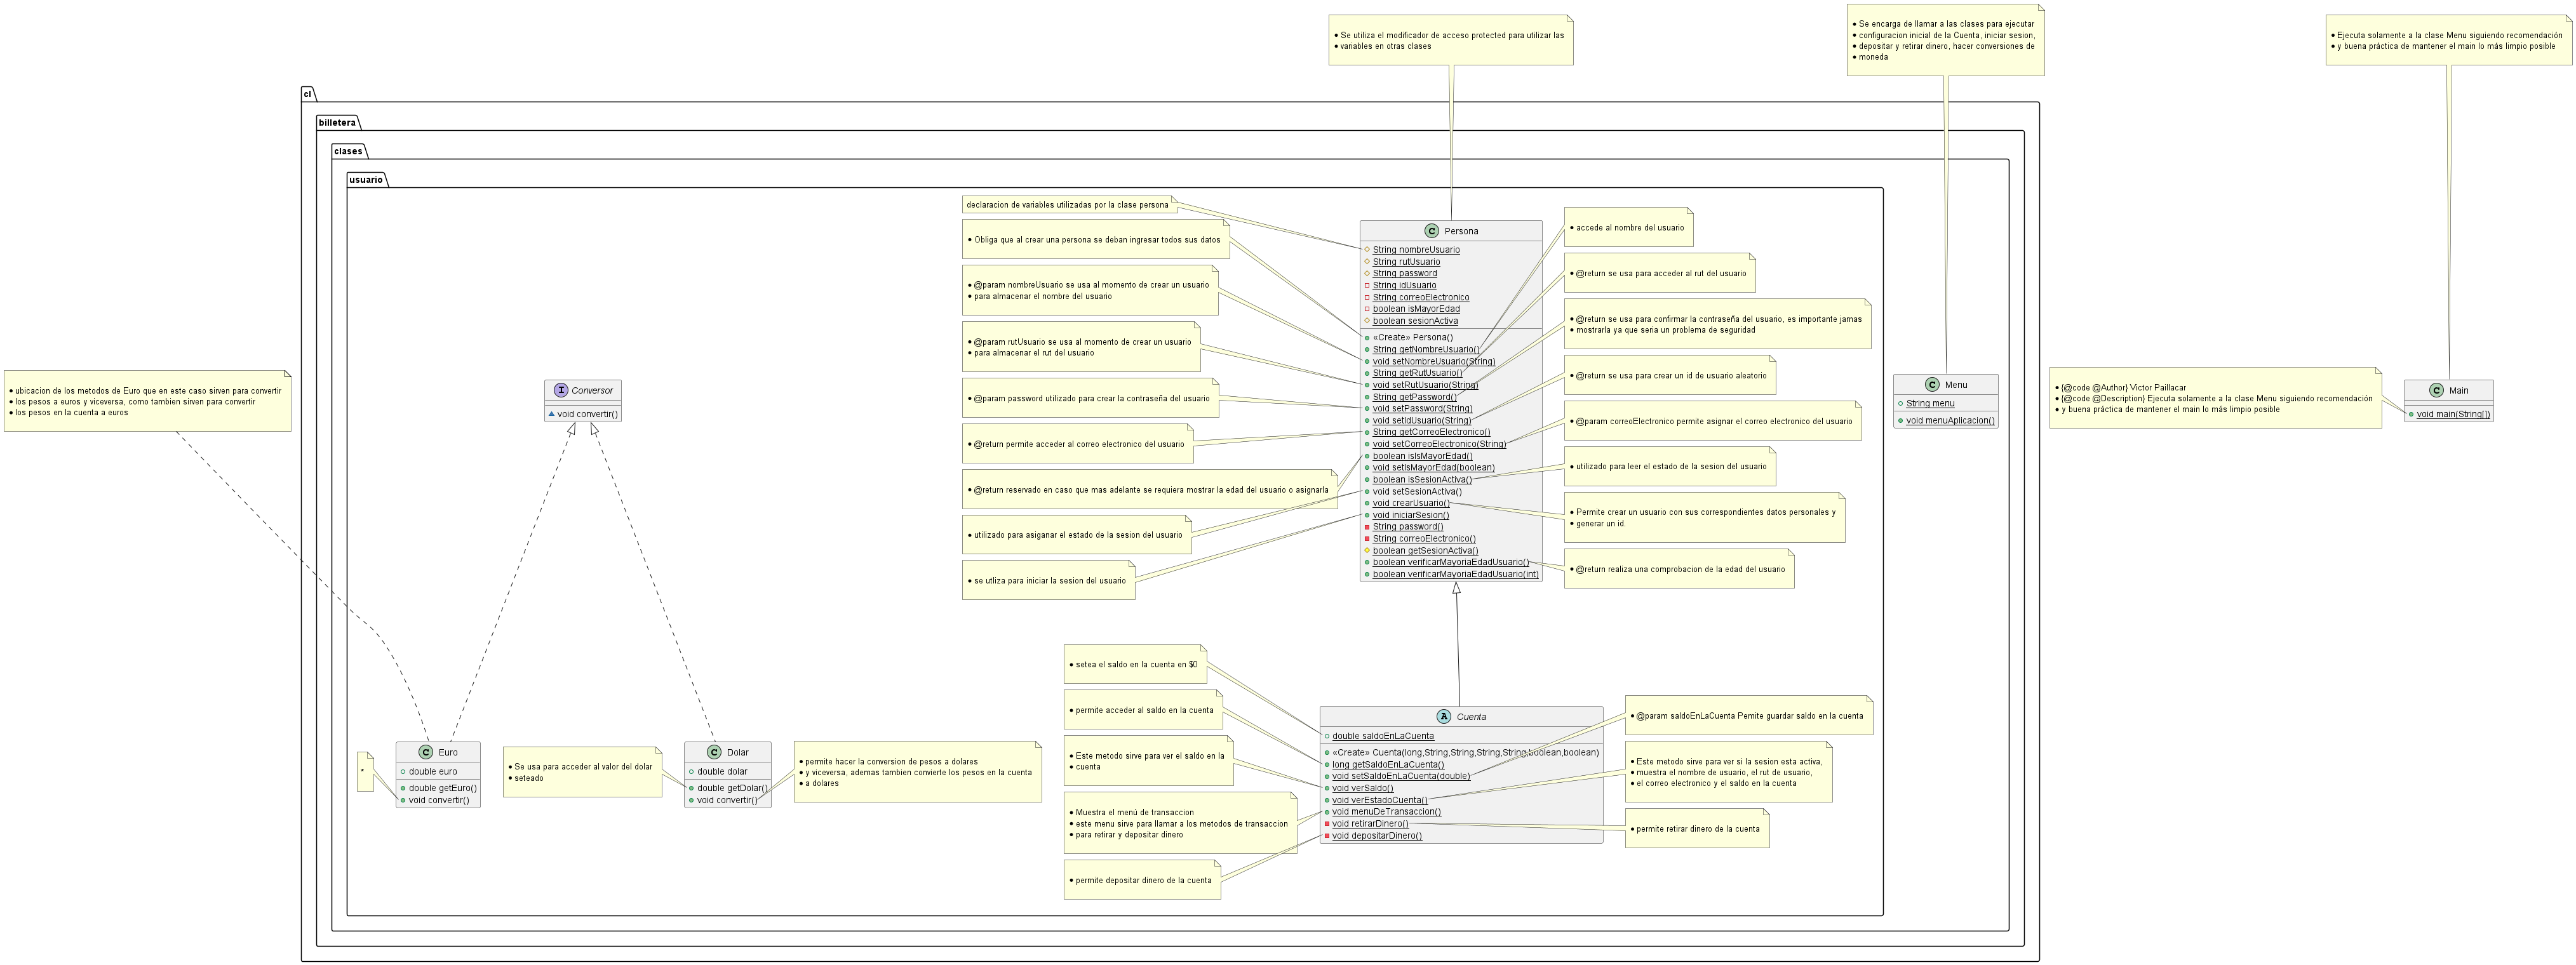 * Se utiliza el modificador de acceso protected para utilizar las
* variables en otras clases
* Se encarga de llamar a las clases para ejecutar
* configuracion inicial de la Cuenta, iniciar sesion,
* depositar y retirar dinero, hacer conversiones de
* moneda
* Ejecuta solamente a la clase Menu siguiendo recomendación
* y buena práctica de mantener el main lo más limpio posible
cl
billetera
clases
usuario
declaracion de variables utilizadas por la clase persona
* Obliga que al crear una persona se deban ingresar todos sus datos
* @param nombreUsuario se usa al momento de crear un usuario
* para almacenar el nombre del usuario
* @param rutUsuario se usa al momento de crear un usuario
* para almacenar el rut del usuario
* @param password utilizado para crear la contraseña del usuario
* @return permite acceder al correo electronico del usuario
* @return reservado en caso que mas adelante se requiera mostrar la edad del usuario o asignarla
* utilizado para asiganar el estado de la sesion del usuario
* se utliza para iniciar la sesion del usuario
C Persona
String nombreUsuario
String rutUsuario
String password
String idUsuario
String correoElectronico
boolean isMayorEdad
boolean sesionActiva
«Create» Persona()
String getNombreUsuario()
void setNombreUsuario(String)
String getRutUsuario()
void setRutUsuario(String)
String getPassword()
void setPassword(String)
void setIdUsuario(String)
String getCorreoElectronico()
void setCorreoElectronico(String)
boolean isIsMayorEdad()
void setIsMayorEdad(boolean)
boolean isSesionActiva()
void setSesionActiva()
void crearUsuario()
void iniciarSesion()
String password()
String correoElectronico()
boolean getSesionActiva()
boolean verificarMayoriaEdadUsuario()
boolean verificarMayoriaEdadUsuario(int)
* accede al nombre del usuario
* @return se usa para acceder al rut del usuario
* @return se usa para confirmar la contraseña del usuario, es importante jamas
* mostrarla ya que seria un problema de seguridad
* @return se usa para crear un id de usuario aleatorio
* @param correoElectronico permite asignar el correo electronico del usuario
* utilizado para leer el estado de la sesion del usuario
* Permite crear un usuario con sus correspondientes datos personales y
* generar un id.
* @return realiza una comprobacion de la edad del usuario
* ubicacion de los metodos de Euro que en este caso sirven para convertir
* los pesos a euros y viceversa, como tambien sirven para convertir
* los pesos en la cuenta a euros
I Conversor
void convertir()
C Menu
String menu
void menuAplicacion()
* {@code @Author} Victor Paillacar
* {@code @Description} Ejecuta solamente a la clase Menu siguiendo recomendación
* y buena práctica de mantener el main lo más limpio posible
C Main
void main(String[])
*
C Euro
double euro
double getEuro()
void convertir()
* Se usa para acceder al valor del dolar
* seteado
C Dolar
double dolar
double getDolar()
void convertir()
* permite hacer la conversion de pesos a dolares
* y viceversa, ademas tambien convierte los pesos en la cuenta
* a dolares
* setea el saldo en la cuenta en $0
* permite acceder al saldo en la cuenta
* Este metodo sirve para ver el saldo en la
* cuenta
* Muestra el menú de transaccion
* este menu sirve para llamar a los metodos de transaccion
* para retirar y depositar dinero
* permite depositar dinero de la cuenta
A Cuenta
double saldoEnLaCuenta
«Create» Cuenta(long,String,String,String,String,boolean,boolean)
long getSaldoEnLaCuenta()
void setSaldoEnLaCuenta(double)
void verSaldo()
void verEstadoCuenta()
void menuDeTransaccion()
void retirarDinero()
void depositarDinero()
* @param saldoEnLaCuenta Pemite guardar saldo en la cuenta
* Este metodo sirve para ver si la sesion esta activa,
* muestra el nombre de usuario, el rut de usuario,
* el correo electronico y el saldo en la cuenta
* permite retirar dinero de la cuenta